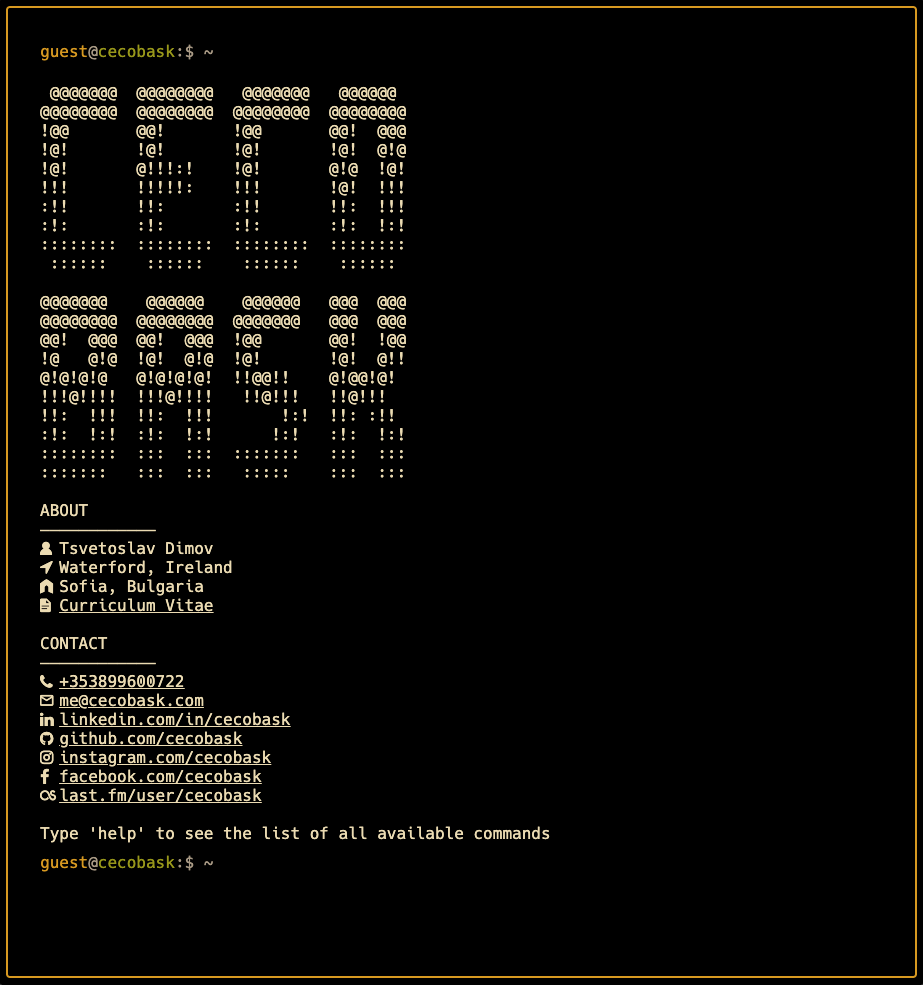 guest@cecobask:$ ~
 @@@@@@@  @@@@@@@@   @@@@@@@   @@@@@@
@@@@@@@@  @@@@@@@@  @@@@@@@@  @@@@@@@@
!@@       @@!       !@@       @@!  @@@
!@!       !@!       !@!       !@!  @!@
!@!       @!!!:!    !@!       @!@  !@!
!!!       !!!!!:    !!!       !@!  !!!
:!!       !!:       :!!       !!:  !!!
:!:       :!:       :!:       :!:  !:!
::::::::  ::::::::  ::::::::  ::::::::
 ::::::    ::::::    ::::::    ::::::
@@@@@@@    @@@@@@    @@@@@@   @@@  @@@
@@@@@@@@  @@@@@@@@  @@@@@@@   @@@  @@@
@@!  @@@  @@!  @@@  !@@       @@!  !@@
!@   @!@  !@!  @!@  !@!       !@!  @!!
@!@!@!@   @!@!@!@!  !!@@!!    @!@@!@!
!!!@!!!!  !!!@!!!!   !!@!!!   !!@!!!
!!:  !!!  !!:  !!!       !:!  !!: :!!
:!:  !:!  :!:  !:!      !:!   :!:  !:!
::::::::  :::  :::  :::::::   :::  :::
:::::::   :::  :::   :::::    :::  :::
ABOUT
Tsvetoslav Dimov
Waterford, Ireland
Sofia, Bulgaria
Curriculum Vitae
CONTACT
+353899600722
me@cecobask.com
linkedin.com/in/cecobask
github.com/cecobask
instagram.com/cecobask
facebook.com/cecobask
last.fm/user/cecobask
Type 'help' to see the list of all available commands
guest@cecobask:$ ~